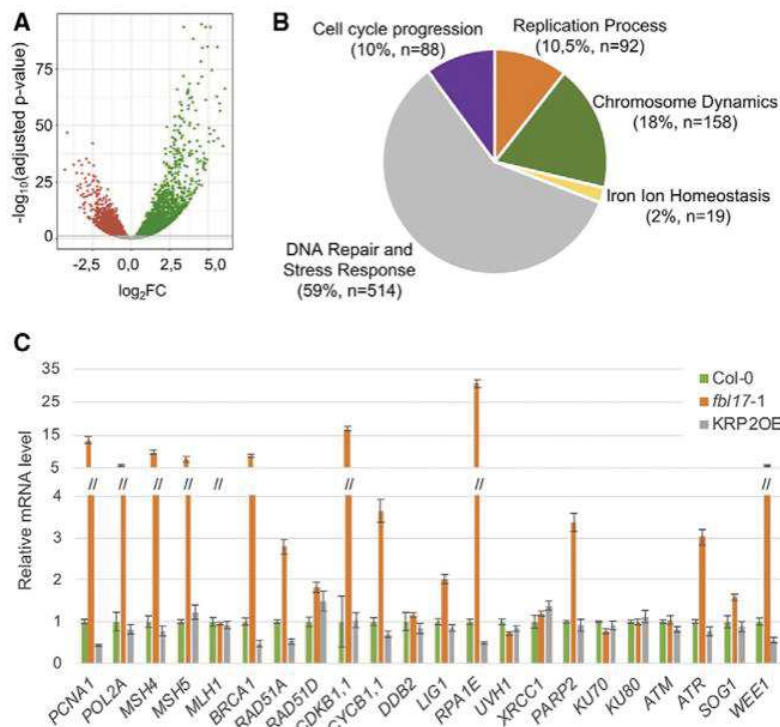 A
-log10(adjusted p-value)
75
50
25
0
-2,5 0,0 2,5 5,0
log2FC
B
Cell cycle progression
(10%, n=88)
Replication Process
(10,5%, n=92)
Chromosome Dynamics
(18%, n=158)
Iron Ion Homeostasis
(2%, n=19)
DNA Repair and
Stress Response
(59%, n=514)
C
Relative mRNA level
35
25
15
5
4
3
2
1
0
Col-0
fbl17-1
KRP2OE
// // // // // // // //
PCNA1 POL2A MSH4 MSH5 MLH1 BRCA1 RAD51A RAD51D CDKB1,1 CYCB1,1 DDB2 LIG1 RPA1E UVH1 XRCC1 PARP2 KU70 KU80 ATM ATR SOG1 WEE1